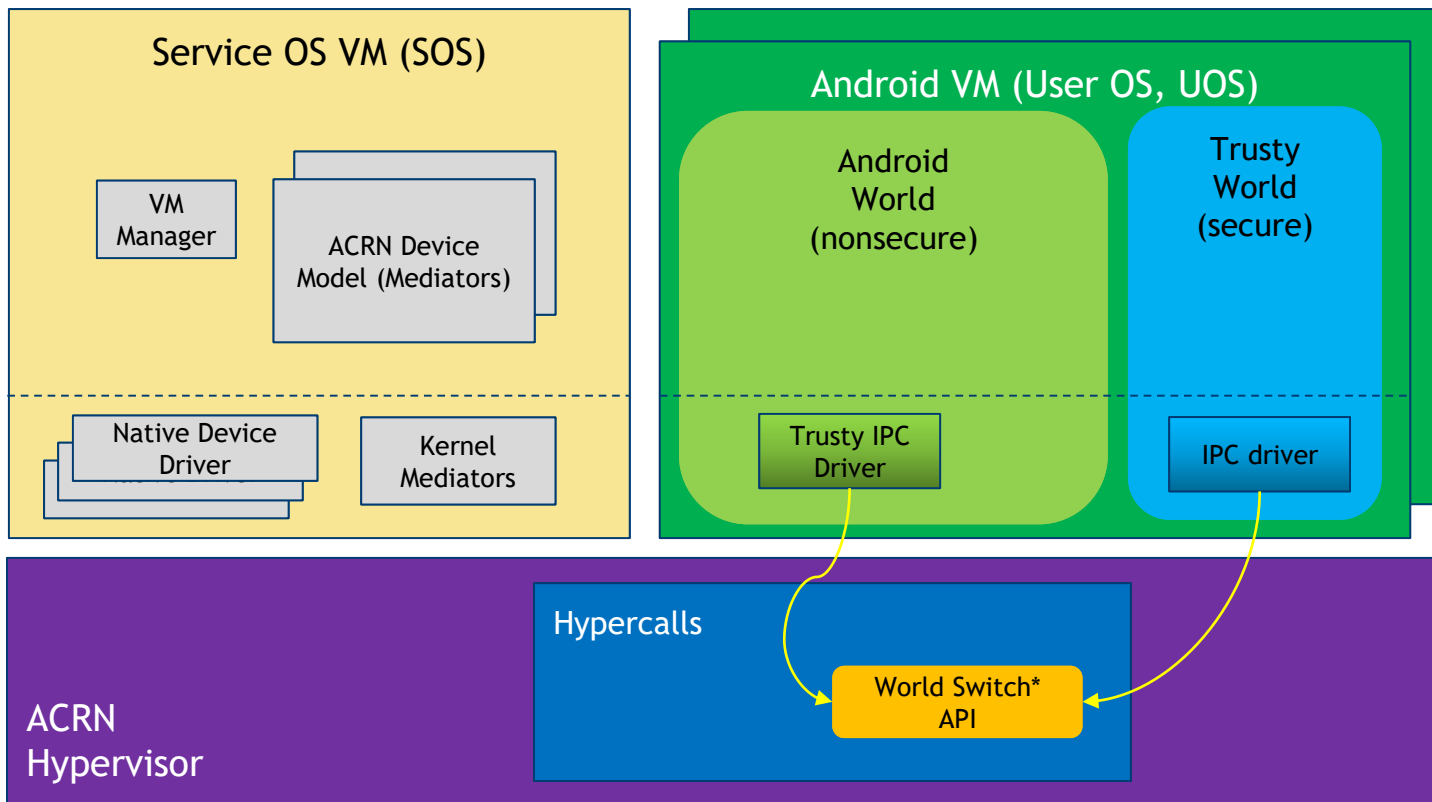 Service OS VM (SOS)
VM
Manager
ACRN Device
Model (Mediators)
Native Device
Driver
Kernel
Mediators
Android VM (User OS, UOS)
Android
World
(nonsecure)
Trusty
World
(secure)
Trusty IPC
Driver
IPC driver
Hypercalls
World Switch*
API
ACRN
Hypervisor